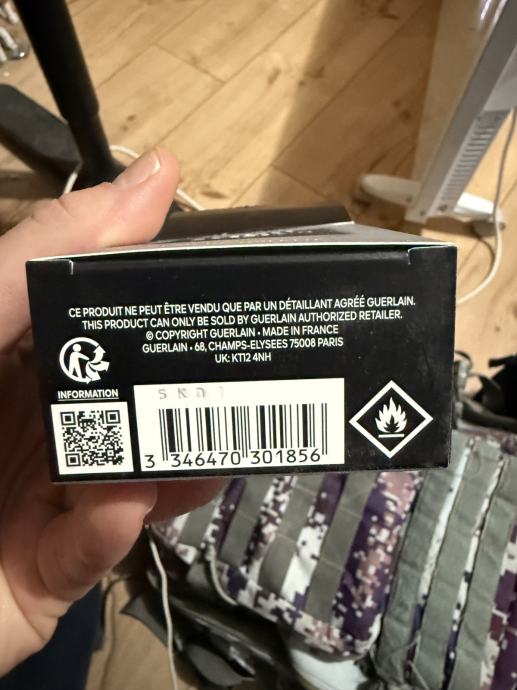 CE PRODUIT NE PEUT ÊTRE VENDU QUE PAR UN DÉTAILLANT AGRÉÉ GUERLAIN.
THIS PRODUCT CAN ONLY BE SOLD BY GUERLAIN AUTHORIZED RETAILER.
© COPYRIGHT GUERLAIN • MADE IN FRANCE
GUERLAIN • 68, CHAMPS-ELYSEES 75008 PARIS
UK: KT12 4NH
INFORMATION
3 346470 301856